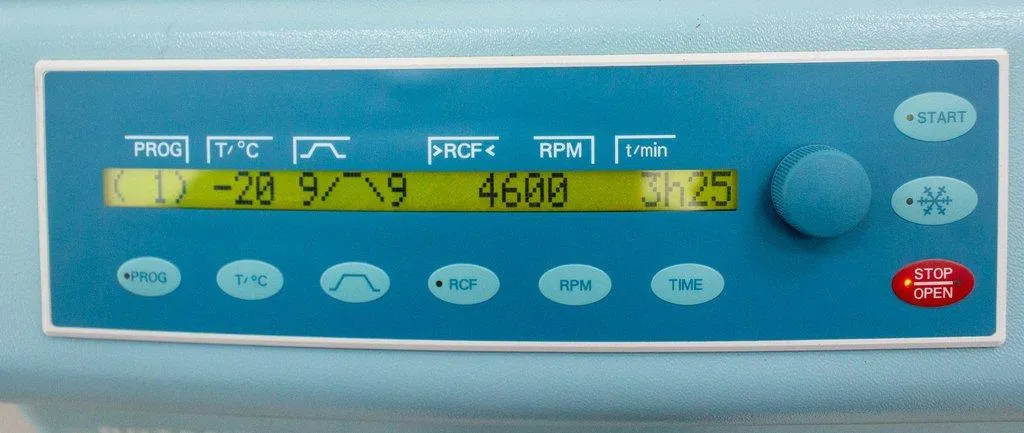 PROG T/°C >RCF< RPM t/min
( 1) -20 9/‾\9 4600 3h25
PROG T/°C RCF RPM TIME
START
STOP
OPEN